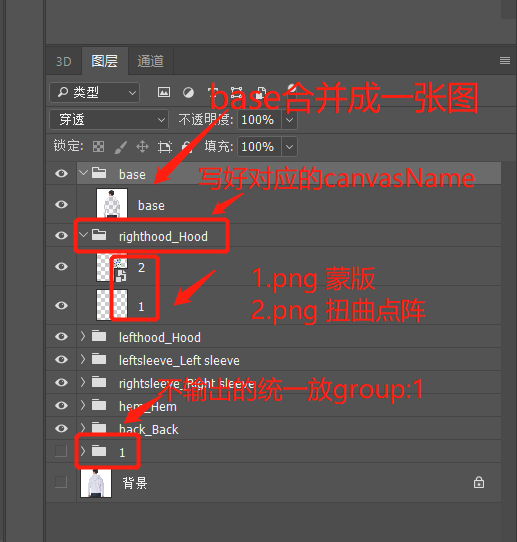 3D 图层 通道
类型
base合并成一张图
穿透 不透明度: 100%
锁定: 填充: 100%
base
写好对应的canvasName
base
righthood_Hood
2
1.png 蒙版
1
2.png 扭曲点阵
lefthood_Hood
leftsleeve_Left sleeve
rightsleeve_Right sleeve
不输出的统一放group:1
hem_Hem
back_Back
1
背景